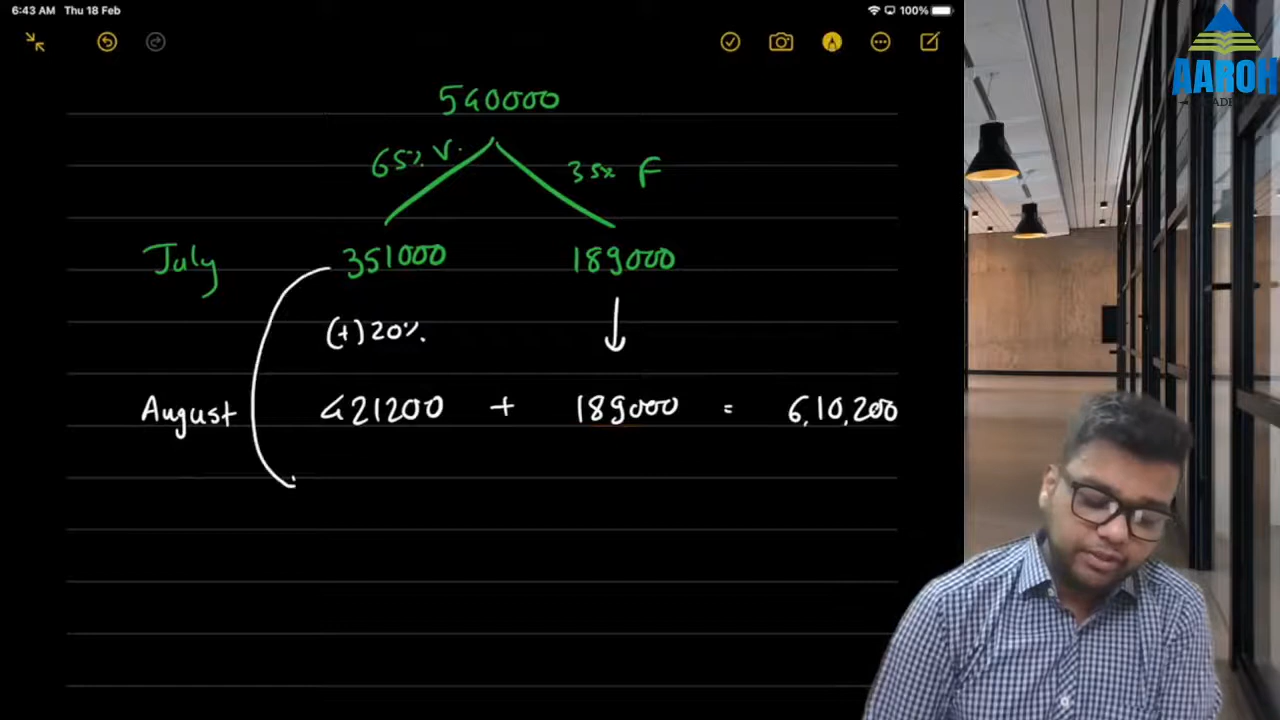 6:43 AM Thu 18 Feb 100%
AAROH
540000
65% V. 35% F
July 351000 189000
(+) 20%
August 421200 + 189000 = 6,10,200